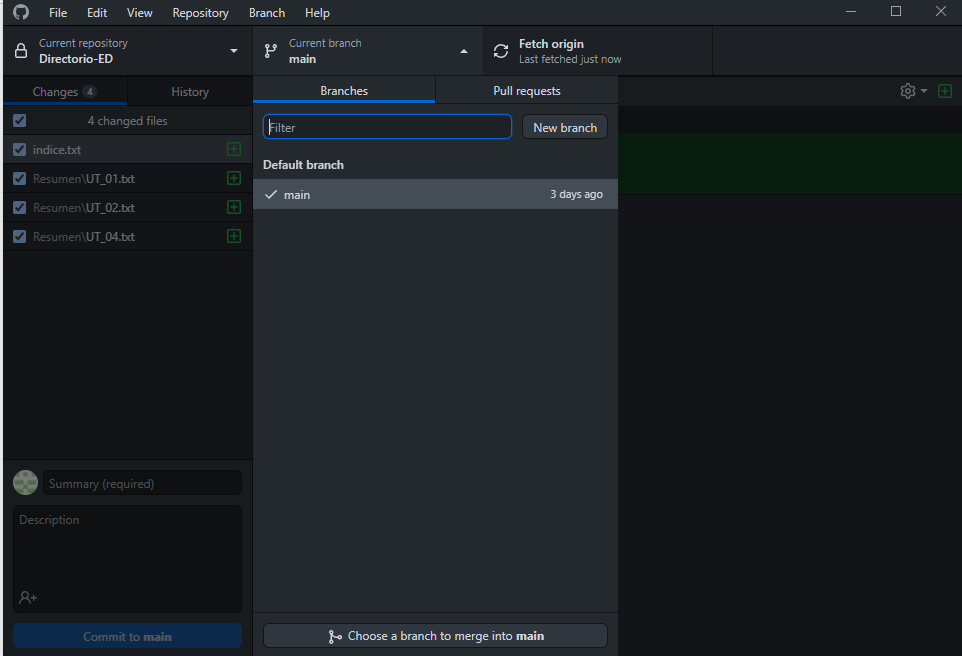 File Edit View Repository Branch Help
Current repository
Directorio-ED
Current branch
main
Fetch origin
Last fetched just now
Changes 4
History
Branches
Pull requests
4 changed files
indice.txt
Resumen\UT_01.txt
Resumen\UT_02.txt
Resumen\UT_04.txt
Filter
New branch
Default branch
main 3 days ago
Summary (required)
Description
Commit to main
Choose a branch to merge into main